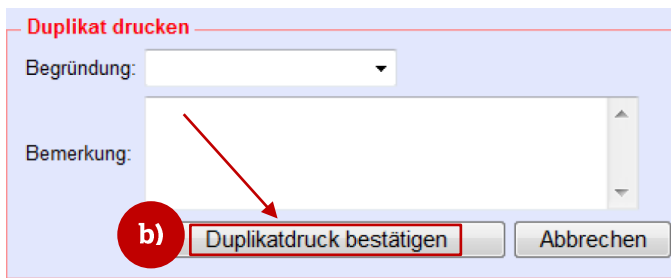 Duplikat drucken
Begründung:
Bemerkung:
b) Duplikatdruck bestätigen Abbrechen